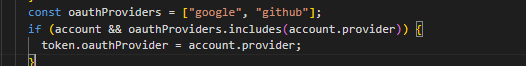 const oauthProviders = ["google", "github"];
if (account && oauthProviders.includes(account.provider)) {
token.oauthProvider = account.provider;
}